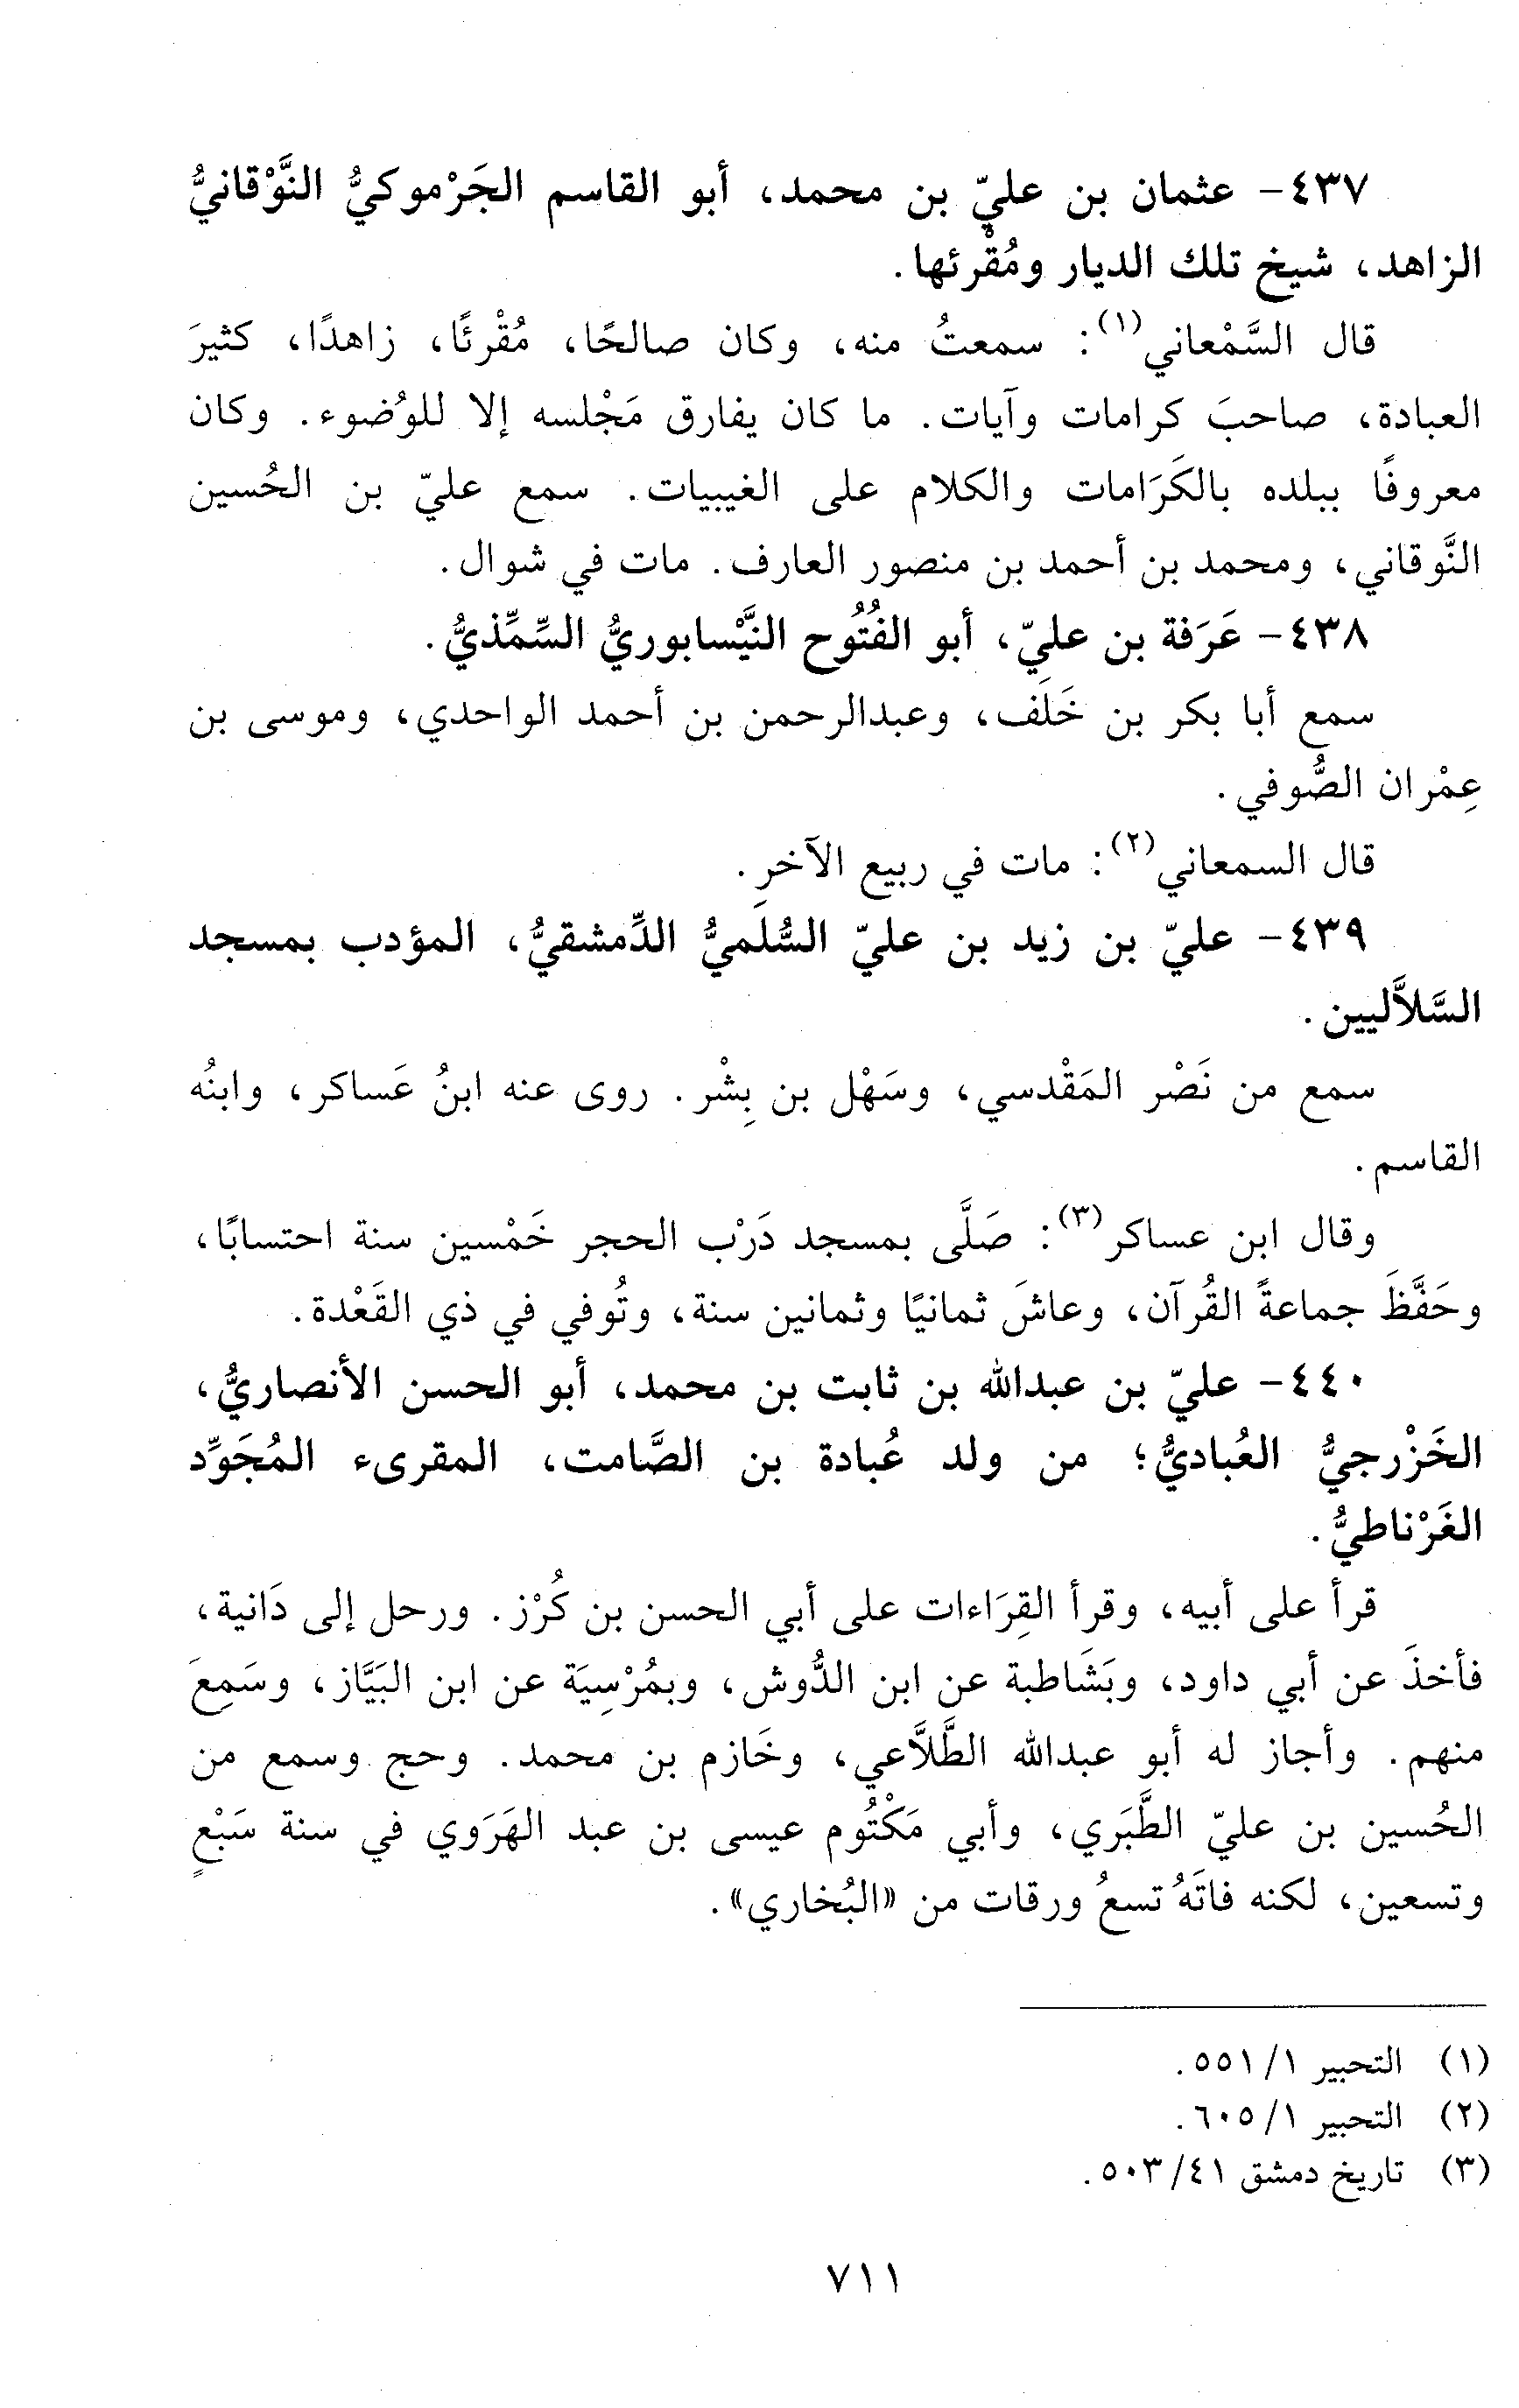 ٤٣٧- عثمان بن عليّ بن محمد، أبو القاسم الجَرْموكيُّ النَّوْقانيُّ
الزاهد، شيخ تلك الديار ومُقْرئها.
قال السَّمْعاني(١): سمعتُ منه، وكان صالحًا، مُقْرئًا، زاهدًا، كثيرَ
العبادة، صاحبَ كرامات وآيات. ما كان يفارق مَجْلسه إلا للوُضوء. وكان
معروفًا ببلده بالكَرَامات والكلام على الغيبيات. سمع عليّ بن الحُسين
النَّوقاني، ومحمد بن أحمد بن منصور العارف. مات في شوال.
٤٣٨- عَرَفة بن عليّ، أبو الفُتُوح النَّيْسابوريُّ السِّمِّذيُّ.
سمع أبا بكر بن خَلَف، وعبدالرحمن بن أحمد الواحدي، وموسى بن
عِمْران الصُّوفي.
قال السمعاني(٢): مات في ربيع الآخرِ.
٤٣٩- عليّ بن زيد بن عليّ السُّلَميُّ الدِّمشقيُّ، المؤدب بمسجد
السَّلاَّليين.
سمع من نَصْر المَقْدسي، وسَهْل بن بِشْر. روى عنه ابنُ عَساكر، وابنُه
القاسم.
وقال ابن عساكر(٣): صَلَّى بمسجد دَرْب الحجر خَمْسين سنة احتسابًا،
وحَفَّظَ جماعةً القُرآن، وعاشَ ثمانيًا وثمانين سنة، وتُوفي في ذي القَعْدة.
٤٤٠- عليّ بن عبدالله بن ثابت بن محمد، أبو الحسن الأنصاريُّ،
الخَزْرجيُّ العُباديُّ؛ من ولد عُبادة بن الصَّامت، المقرىء المُجَوِّد
الغَرْناطيُّ.
قرأ على أبيه، وقرأ القِرَاءات على أبي الحسن بن كُرْز. ورحل إلى دَانية،
فأخذَ عن أبي داود، وبَشَاطبة عن ابن الدُّوش، وبمُرْسِيَة عن ابن البَيَّاز، وسَمِعَ
منهم. وأجاز له أبو عبدالله الطَّلَّاعي، وخَازم بن محمد. وحج وسمع من
الحُسين بن عليّ الطَّبَري، وأبي مَكْتُوم عيسى بن عبد الهَرَوي في سنة سَبْعٍ
وتسعين، لكنه فاتَهُ تسعُ ورقات من «البُخاري».
(١) التحبير ١/ ٥٥١.
(٢) التحبير ١/ ٦٠٥.
(٣) تاريخ دمشق ٤١/ ٥٠٣.
٧١١